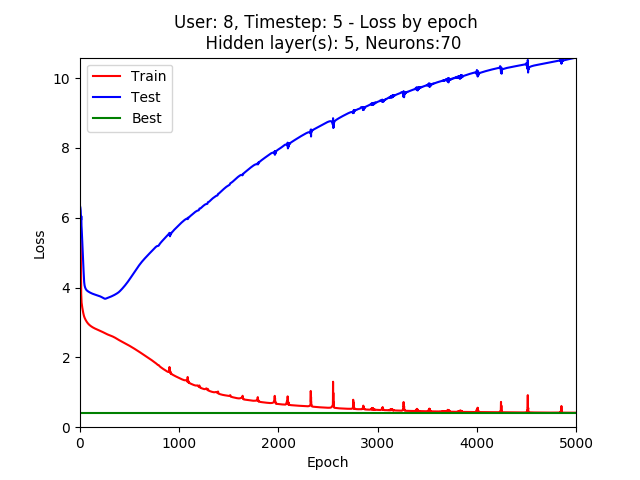 User: 8, Timestep: 5 - Loss by epoch
Hidden layer(s): 5, Neurons:70
Train
Test
Best
10
8
6
4
2
0
Loss
0 1000 2000 3000 4000 5000
Epoch